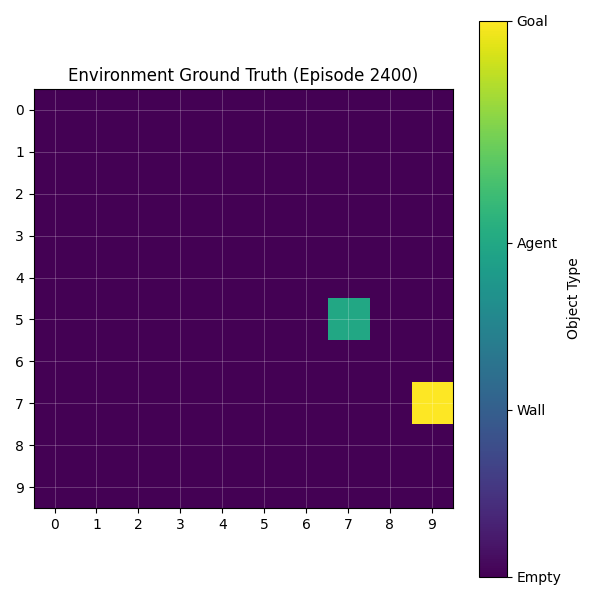 Environment Ground Truth (Episode 2400)
0
1
2
3
4
5
6
7
8
9
0 1 2 3 4 5 6 7 8 9
Goal
Agent
Wall
Empty
Object Type